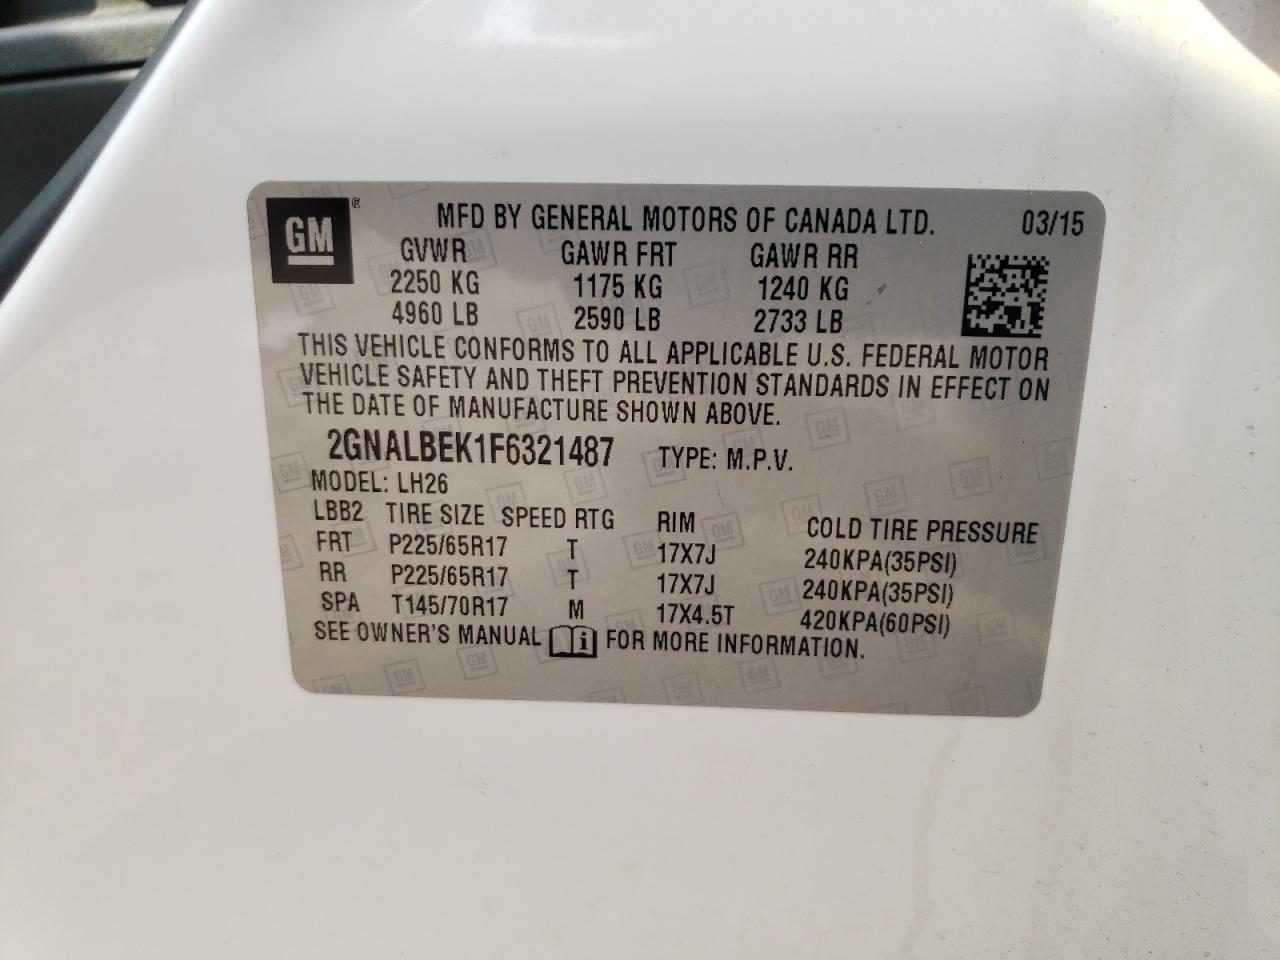 GM
MFD BY GENERAL MOTORS OF CANADA LTD. 03/15
GVWR GAWR FRT GAWR RR
2250 KG 1175 KG 1240 KG
4960 LB 2590 LB 2733 LB
THIS VEHICLE CONFORMS TO ALL APPLICABLE U.S. FEDERAL MOTOR
VEHICLE SAFETY AND THEFT PREVENTION STANDARDS IN EFFECT ON
THE DATE OF MANUFACTURE SHOWN ABOVE.
2GNALBEK1F6321487 TYPE: M.P.V.
MODEL: LH26
LBB2 TIRE SIZE SPEED RTG RIM COLD TIRE PRESSURE
FRT P225/65R17 T 17X7J 240KPA(35PSI)
RR P225/65R17 T 17X7J 240KPA(35PSI)
SPA T145/70R17 M 17X4.5T 420KPA(60PSI)
SEE OWNER'S MANUAL i FOR MORE INFORMATION.